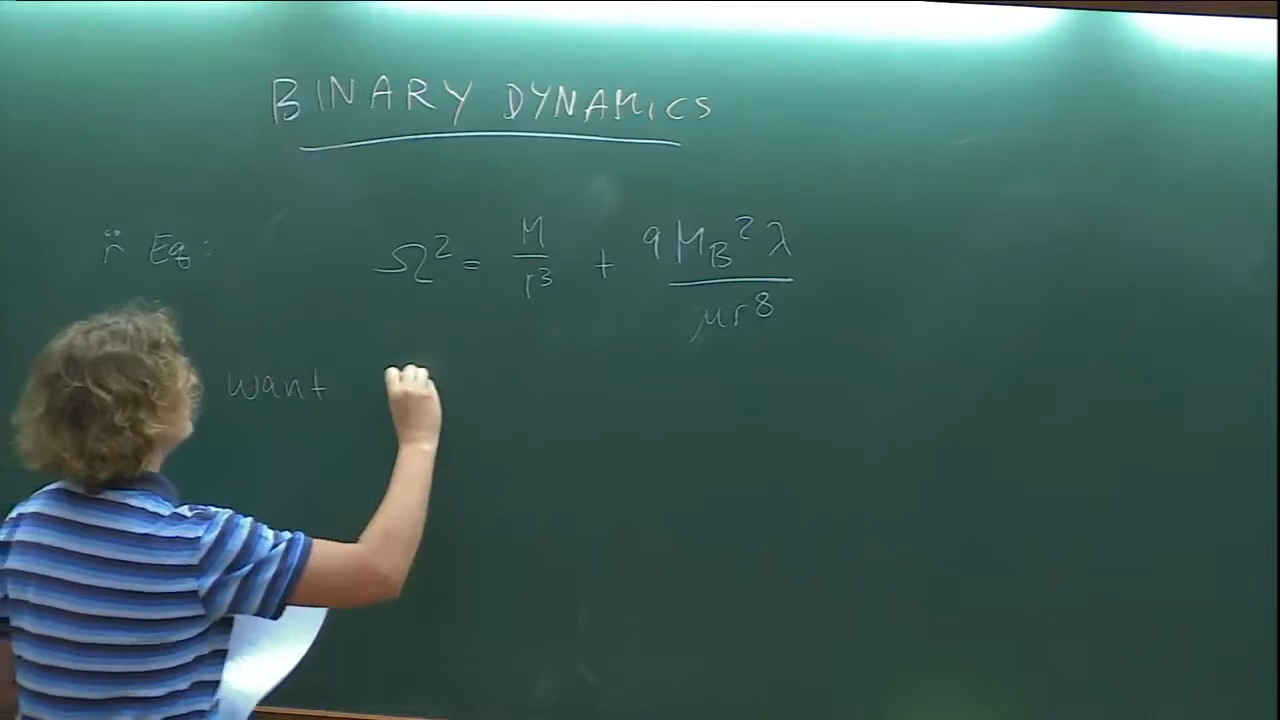 BINARY DYNAMICS
r̈ Eq: Ω² = M/r³ + 9M_B²λ/μr⁸
want